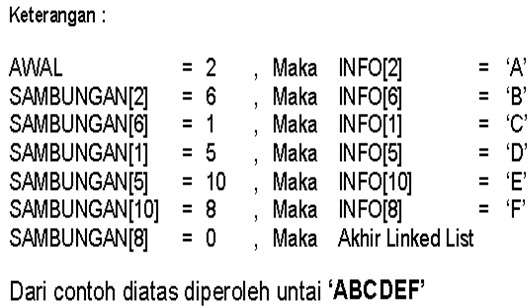 Keterangan :
AWAL = 2 , Maka INFO[2] = ‘A’
SAMBUNGAN[2] = 6 , Maka INFO[6] = ‘B’
SAMBUNGAN[6] = 1 , Maka INFO[1] = ‘C’
SAMBUNGAN[1] = 5 , Maka INFO[5] = ‘D’
SAMBUNGAN[5] = 10 , Maka INFO[10] = ‘E’
SAMBUNGAN[10] = 8 , Maka INFO[8] = ‘F’
SAMBUNGAN[8] = 0 , Maka Akhir Linked List
Dari contoh diatas diperoleh untai ‘ABCDEF’